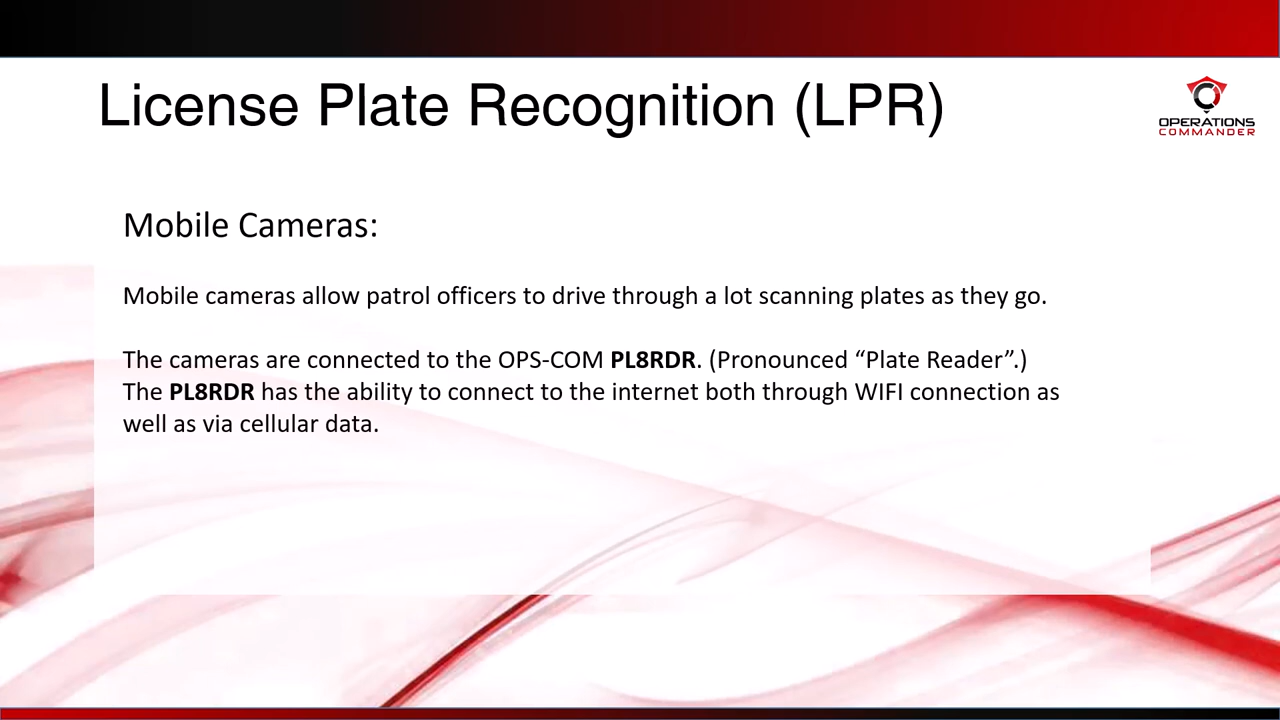 License Plate Recognition (LPR)
OPERATIONS
COMMANDER
Mobile Cameras:
Mobile cameras allow patrol officers to drive through a lot scanning plates as they go.
The cameras are connected to the OPS-COM PL8RDR. (Pronounced “Plate Reader”.)
The PL8RDR has the ability to connect to the internet both through WIFI connection as
well as via cellular data.